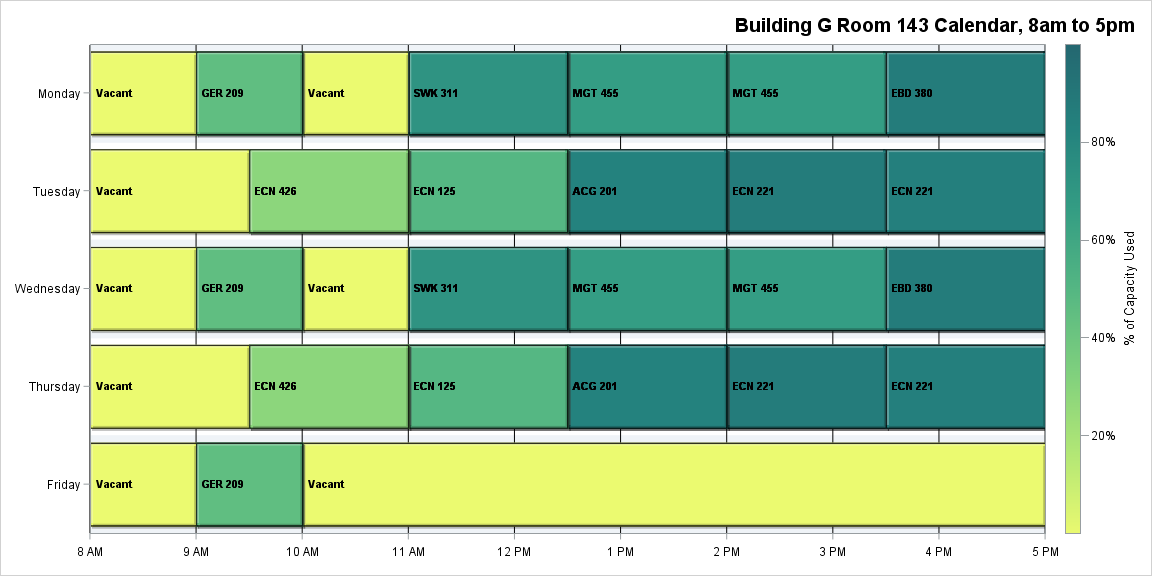 Building G Room 143 Calendar, 8am to 5pm
Monday Vacant GER 209 Vacant SWK 311 MGT 455 MGT 455 EBD 380
Tuesday Vacant ECN 426 ECN 125 ACG 201 ECN 221 ECN 221
Wednesday Vacant GER 209 Vacant SWK 311 MGT 455 MGT 455 EBD 380
Thursday Vacant ECN 426 ECN 125 ACG 201 ECN 221 ECN 221
Friday Vacant GER 209 Vacant
8 AM 9 AM 10 AM 11 AM 12 PM 1 PM 2 PM 3 PM 4 PM 5 PM
80%
60%
40%
20%
% of Capacity Used